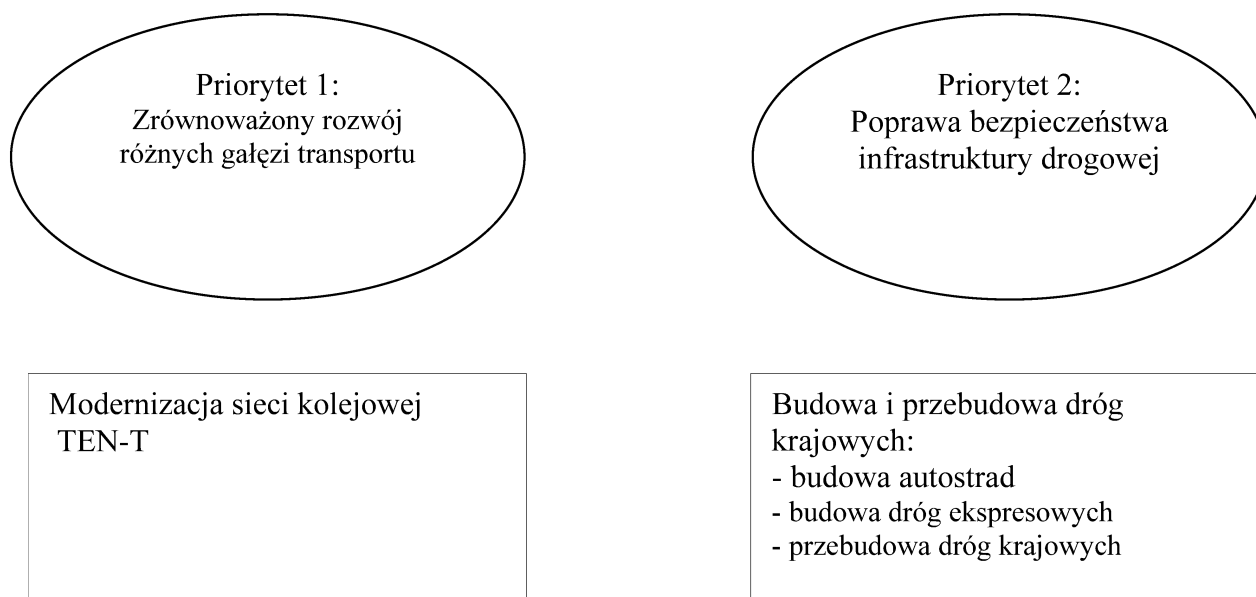 Priorytet 1:
Zrównoważony rozwój
różnych gałęzi transportu
Priorytet 2:
Poprawa bezpieczeństwa
infrastruktury drogowej
Modernizacja sieci kolejowej
TEN-T
Budowa i przebudowa dróg
krajowych:
- budowa autostrad
- budowa dróg ekspresowych
- przebudowa dróg krajowych